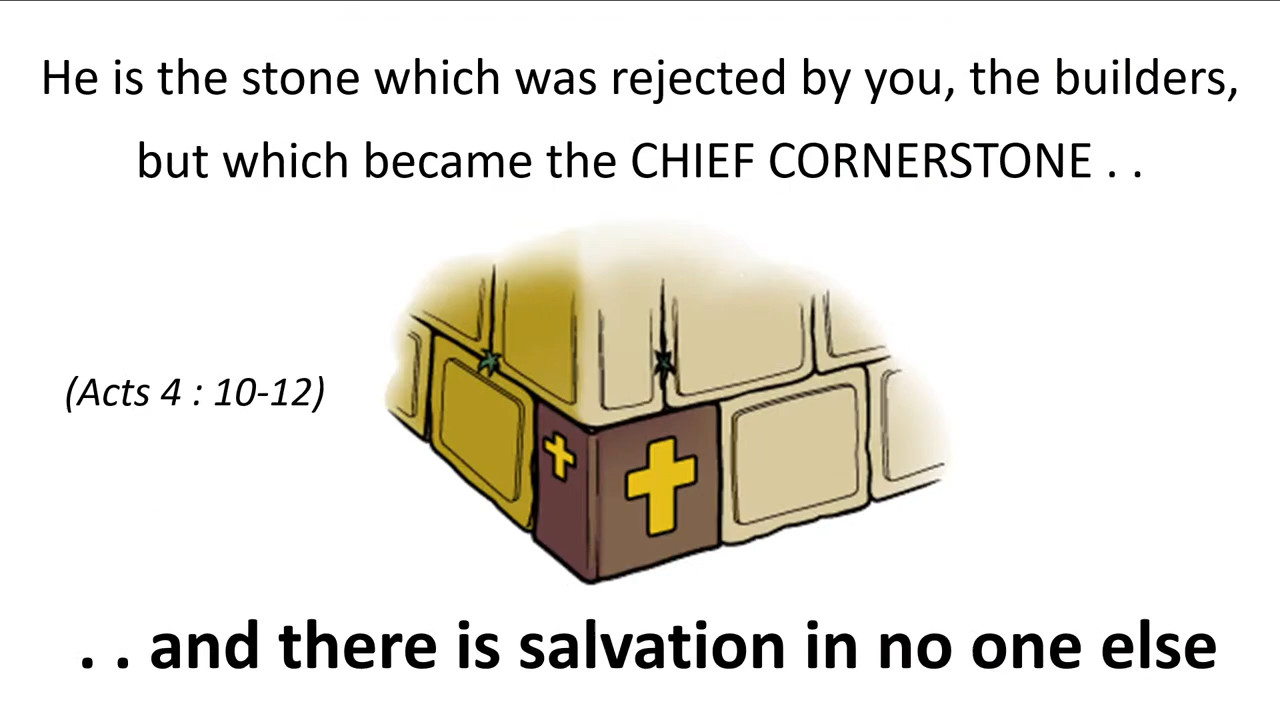 He is the stone which was rejected by you, the builders,
but which became the CHIEF CORNERSTONE . .
(Acts 4 : 10-12)
. . and there is salvation in no one else